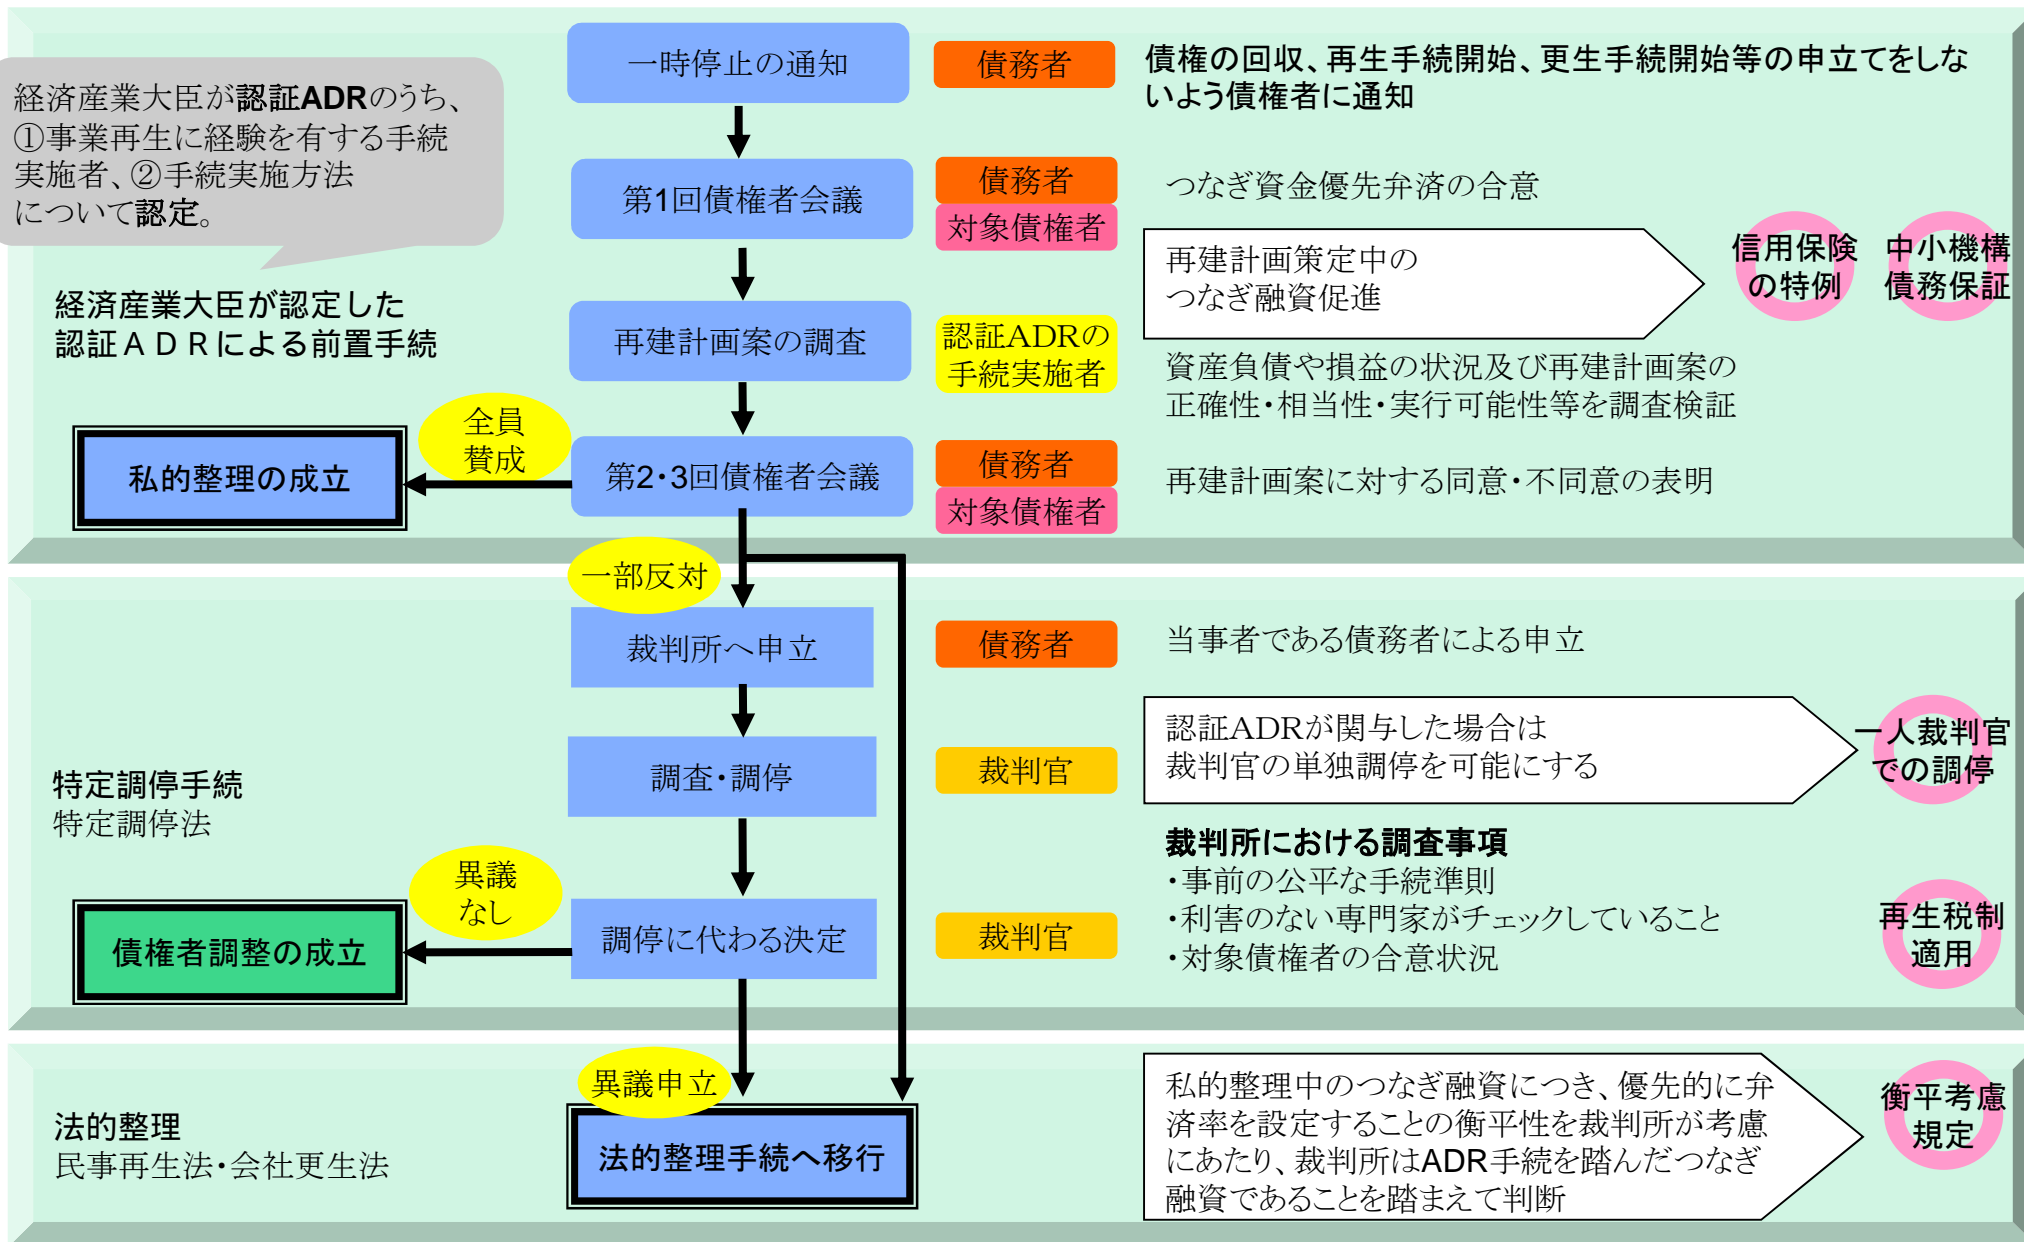 一時停止の通知
債務者
債権の回収、再生手続開始、更生手続開始等の申立てをしな
いよう債権者に通知
経済産業大臣が認証ADRのうち、
①事業再生に経験を有する手続
実施者、②手続実施方法
について認定。
第1回債権者会議
債務者
対象債権者
つなぎ資金優先弁済の合意
再建計画策定中の
つなぎ融資促進
信用保険
の特例
中小機構
債務保証
経済産業大臣が認定した
認証ＡＤＲによる前置手続
再建計画案の調査
認証ADRの
手続実施者
資産負債や損益の状況及び再建計画案の
正確性・相当性・実行可能性等を調査検証
全員
賛成
私的整理の成立
第2・3回債権者会議
債務者
対象債権者
再建計画案に対する同意・不同意の表明
一部反対
裁判所へ申立
債務者
当事者である債務者による申立
認証ADRが関与した場合は
裁判官の単独調停を可能にする
一人裁判官
での調停
調査・調停
裁判官
特定調停手続
特定調停法
裁判所における調査事項
・事前の公平な手続準則
・利害のない専門家がチェックしていること
・対象債権者の合意状況
再生税制
適用
異議
なし
債権者調整の成立
調停に代わる決定
裁判官
異議申立
法的整理手続へ移行
法的整理
民事再生法・会社更生法
私的整理中のつなぎ融資につき、優先的に弁
済率を設定することの衡平性を裁判所が考慮
にあたり、裁判所はADR手続を踏んだつなぎ
融資であることを踏まえて判断
衡平考慮
規定